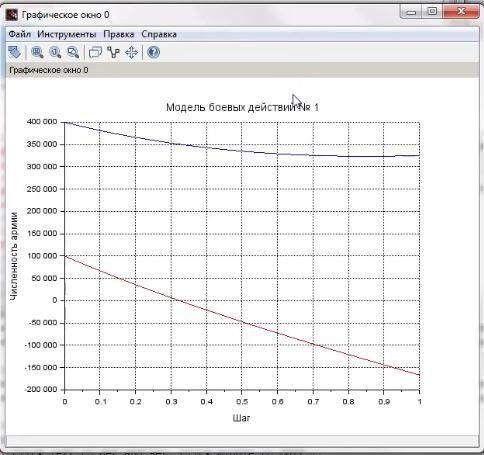 Графическое окно 0
Файл Инструменты Правка Справка
Графическое окно 0
Модель боевых действий № 1
400 000
350 000
300 000
250 000
200 000
150 000
100 000
50 000
0
-50 000
-100 000
-150 000
-200 000
Численность армии
0 0.1 0.2 0.3 0.4 0.5 0.6 0.7 0.8 0.9 1
Шаг